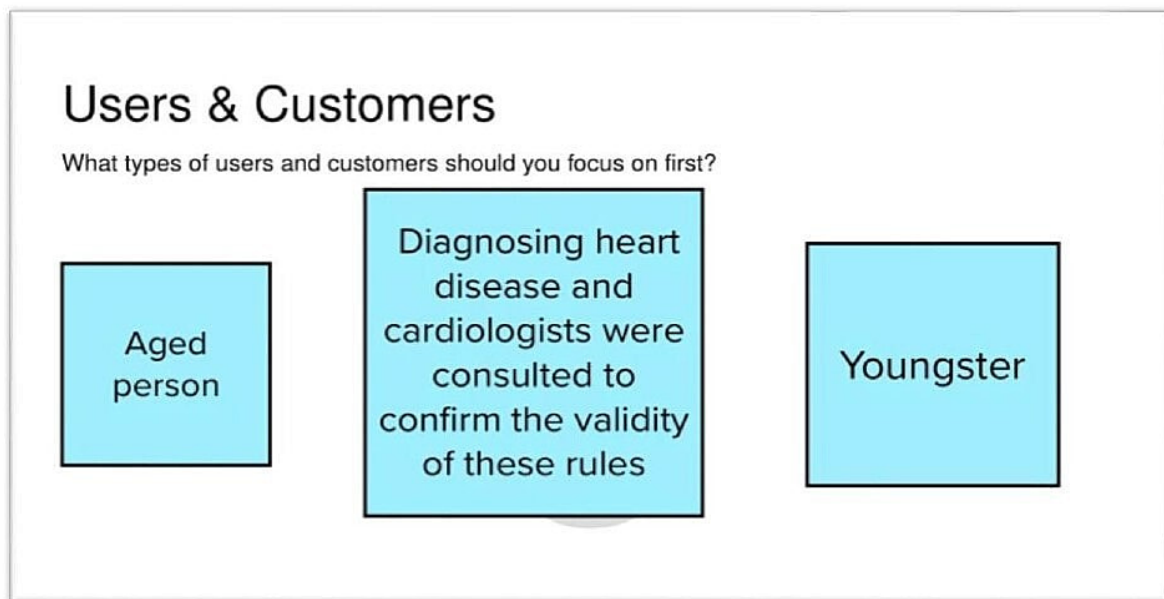 Users & Customers
What types of users and customers should you focus on first?
Aged
person
Diagnosing heart
disease and
cardiologists were
consulted to
confirm the validity
of these rules
Youngster